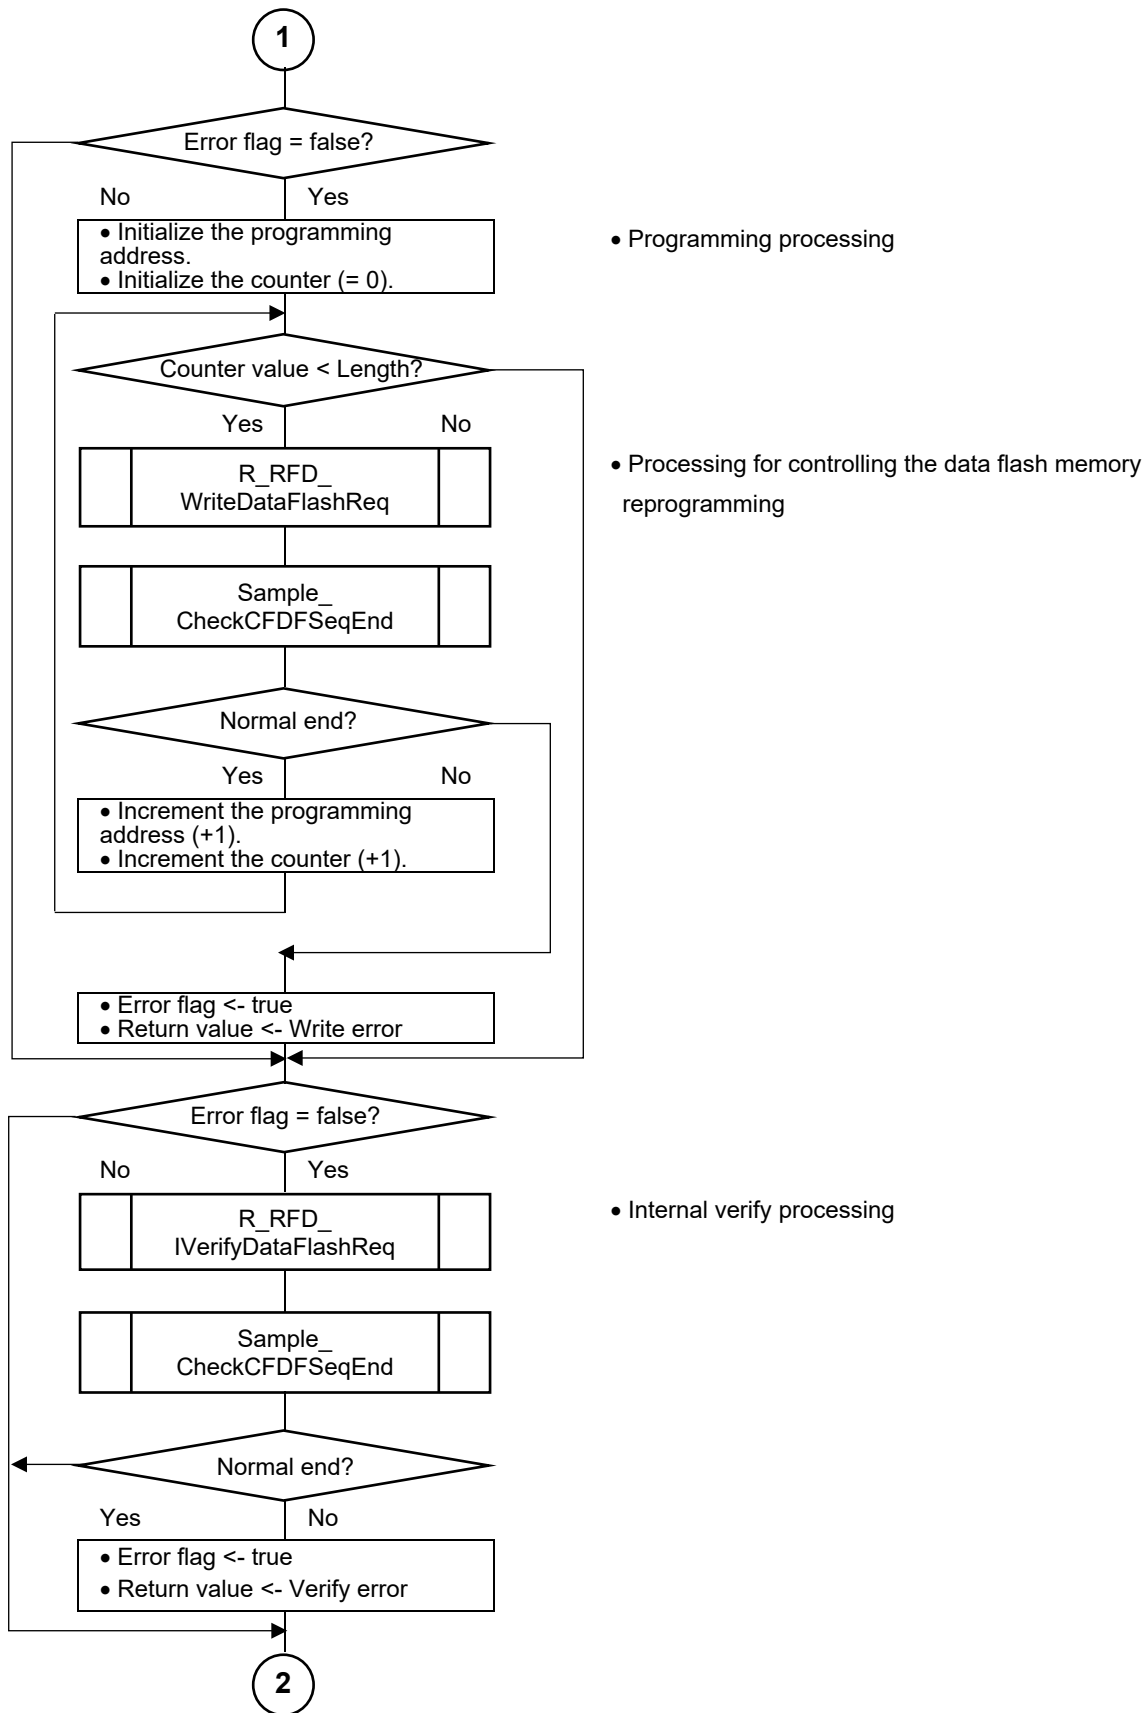 1
Error flag = false?
No
Yes
• Initialize the programming
address.
• Initialize the counter (= 0).
• Programming processing
Counter value < Length?
Yes
No
R_RFD_
WriteDataFlashReq
• Processing for controlling the data flash memory
reprogramming
Sample_
CheckCFDFSeqEnd
Normal end?
Yes
No
• Increment the programming
address (+1).
• Increment the counter (+1).
• Error flag <- true
• Return value <- Write error
Error flag = false?
No
Yes
R_RFD_
IVerifyDataFlashReq
• Internal verify processing
Sample_
CheckCFDFSeqEnd
Normal end?
Yes
No
• Error flag <- true
• Return value <- Verify error
2